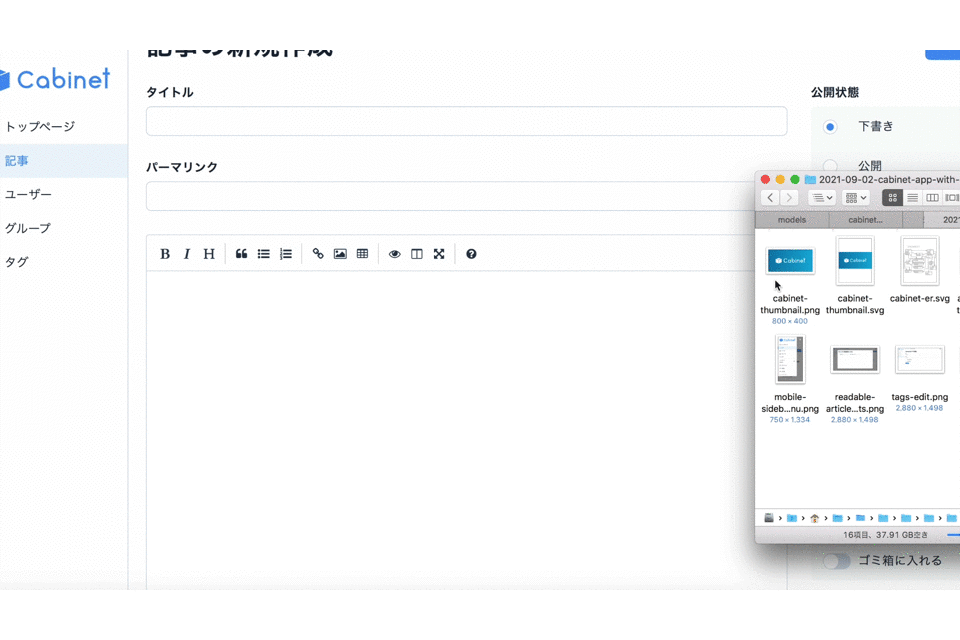 記事の新規作成
Cabinet
トップページ
記事
ユーザー
グループ
タグ
タイトル
パーマリンク
B I H
公開状態
下書き
公開
2021-09-02-cabinet-app-with-
models
cabinet...
2021
Cabinet
cabinet-
thumbnail.png
800 × 400
Cabinet
cabinet-
thumbnail.svg
cabinet-er.svg
mobile-
sideb...nu.png
750 × 1,334
readable-
article...ts.png
2,880 × 1,498
tags-edit.png
2,880 × 1,498
16項目、37.91 GB空き
ゴミ箱に入れる